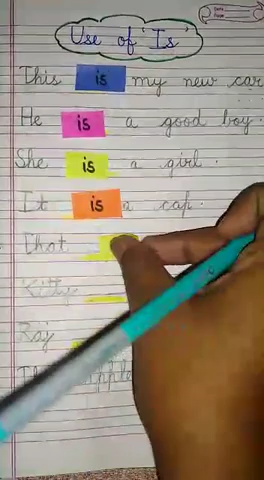 Use of "Is"
This is my new car
He is a good boy.
She is a girl.
It is a cap.
That
Kitty
Raj